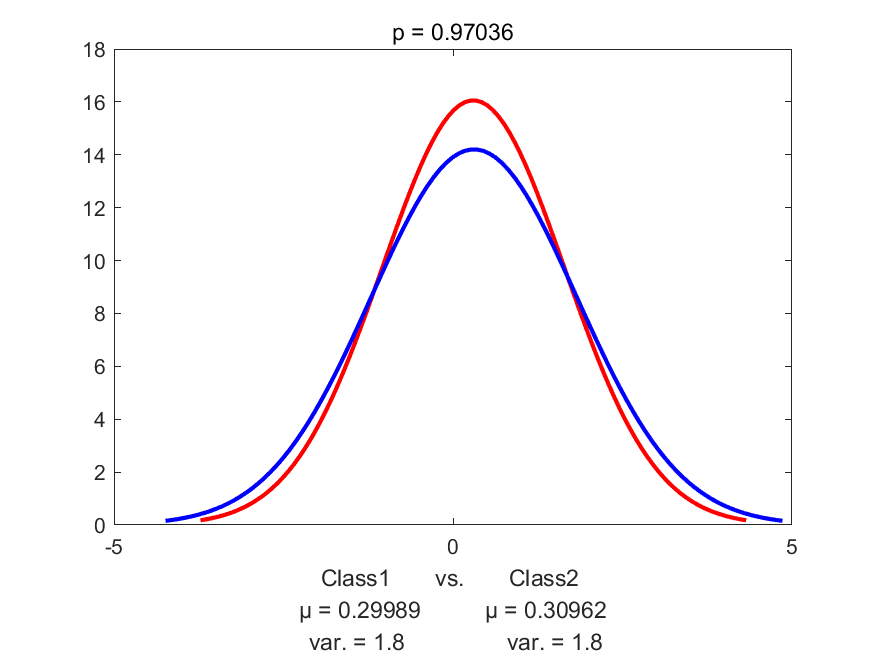 p = 0.97036
18
16
14
12
10
8
6
4
2
0
-5 0 5
Class1 vs. Class2
μ = 0.29989 μ = 0.30962
var. = 1.8 var. = 1.8